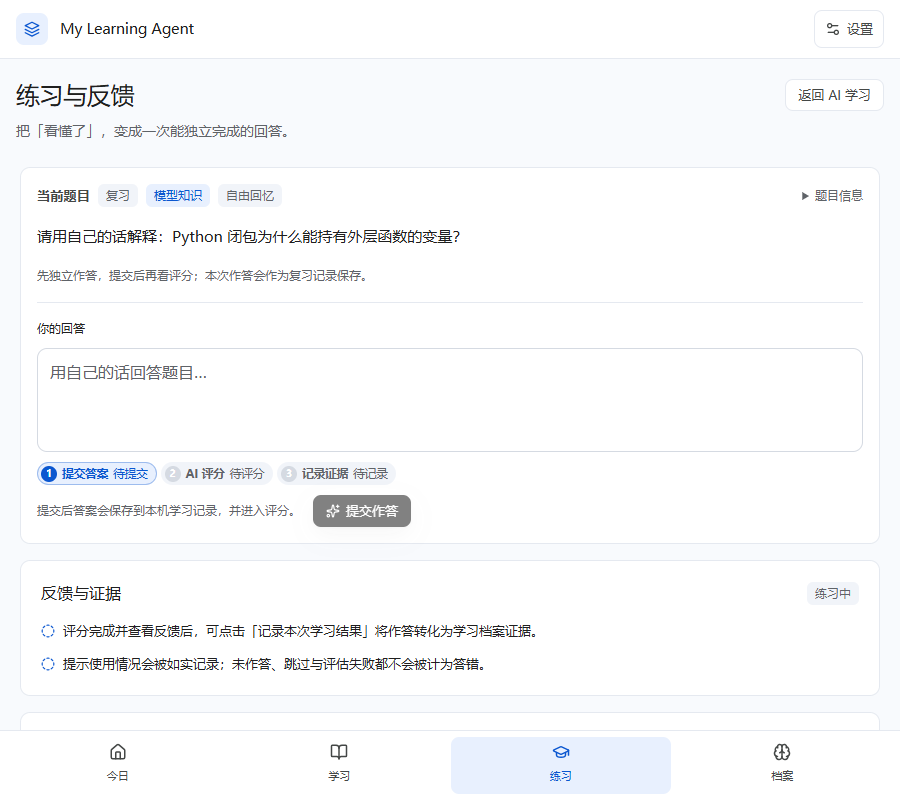 My Learning Agent
设置
练习与反馈
返回 AI 学习
把「看懂了」，变成一次能独立完成的回答。
当前题目 复习 模型知识 自由回忆
题目信息
请用自己的话解释：Python 闭包为什么能持有外层函数的变量？
先独立作答，提交后再看评分；本次作答会作为复习记录保存。
你的回答
用自己的话回答题目...
1 提交答案 待提交 2 AI 评分 待评分 3 记录证据 待记录
提交后答案会保存到本机学习记录，并进入评分。
提交作答
反馈与证据
练习中
评分完成并查看反馈后，可点击「记录本次学习结果」将作答转化为学习档案证据。
提示使用情况会被如实记录；未作答、跳过与评估失败都不会被计为答错。
今日
学习
练习
档案